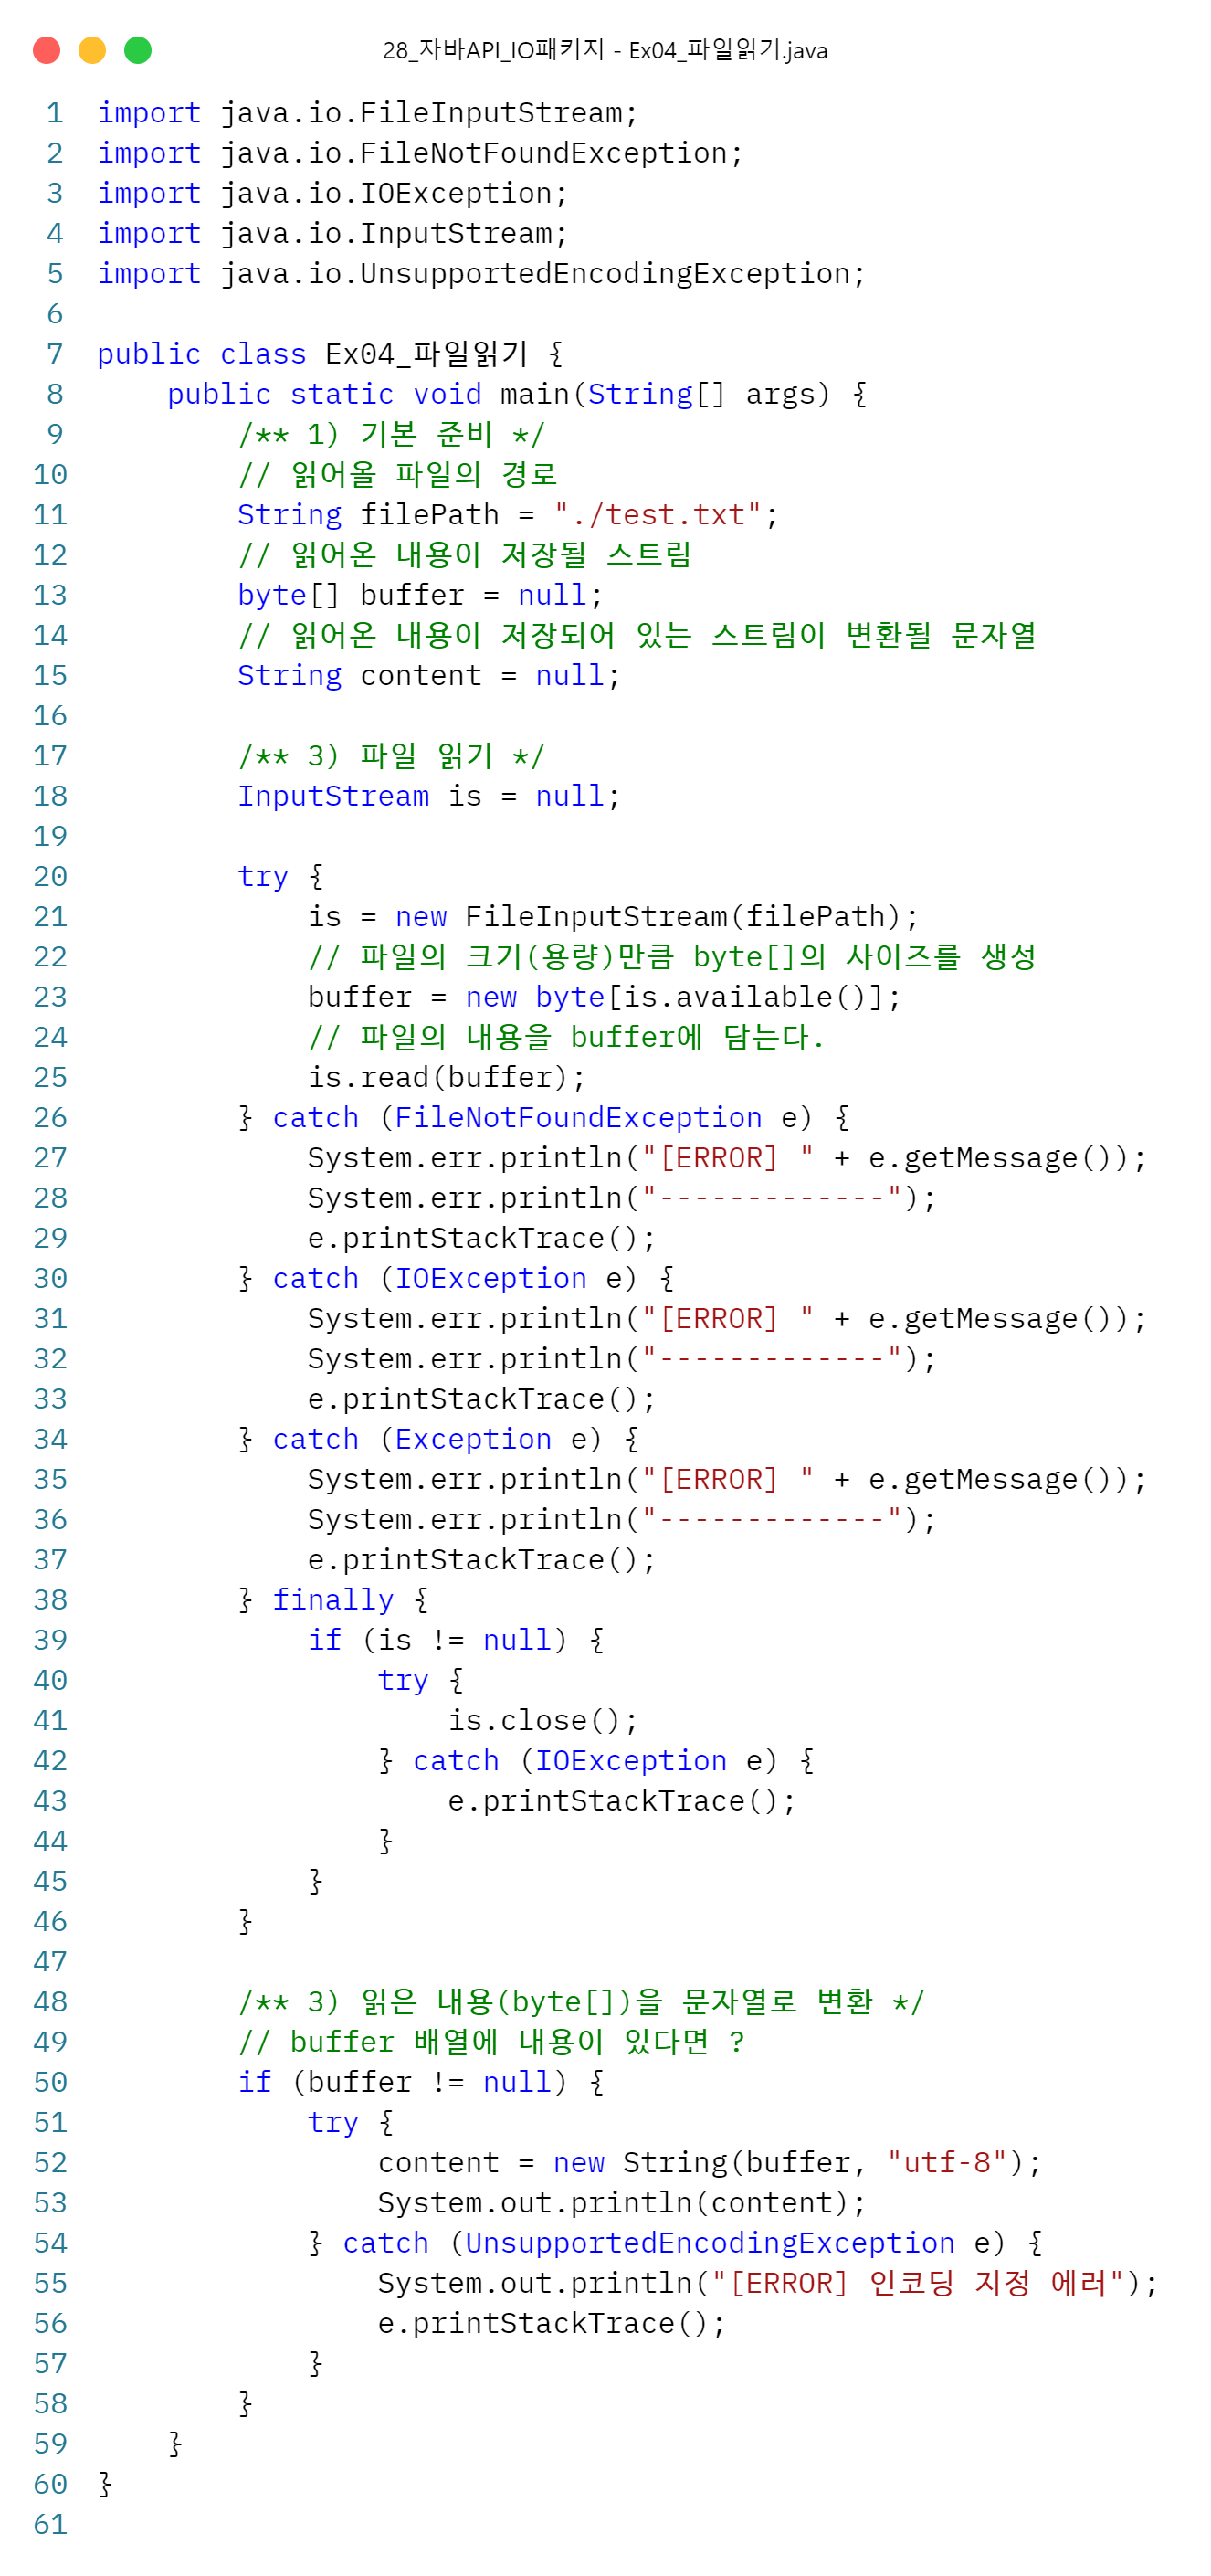 28_자바API_IO패키지 - Ex04_파일읽기.java
1 import java.io.FileInputStream;
2 import java.io.FileNotFoundException;
3 import java.io.IOException;
4 import java.io.InputStream;
5 import java.io.UnsupportedEncodingException;
6
7 public class Ex04_파일읽기 {
8     public static void main(String[] args) {
9         /** 1) 기본 준비 */
10         // 읽어올 파일의 경로
11         String filePath = "./test.txt";
12         // 읽어온 내용이 저장될 스트림
13         byte[] buffer = null;
14         // 읽어온 내용이 저장되어 있는 스트림이 변환될 문자열
15         String content = null;
16
17         /** 3) 파일 읽기 */
18         InputStream is = null;
19
20         try {
21             is = new FileInputStream(filePath);
22             // 파일의 크기(용량)만큼 byte[]의 사이즈를 생성
23             buffer = new byte[is.available()];
24             // 파일의 내용을 buffer에 담는다.
25             is.read(buffer);
26         } catch (FileNotFoundException e) {
27             System.err.println("[ERROR] " + e.getMessage());
28             System.err.println("-------------");
29             e.printStackTrace();
30         } catch (IOException e) {
31             System.err.println("[ERROR] " + e.getMessage());
32             System.err.println("-------------");
33             e.printStackTrace();
34         } catch (Exception e) {
35             System.err.println("[ERROR] " + e.getMessage());
36             System.err.println("-------------");
37             e.printStackTrace();
38         } finally {
39             if (is != null) {
40                 try {
41                     is.close();
42                 } catch (IOException e) {
43                     e.printStackTrace();
44                 }
45             }
46         }
47
48         /** 3) 읽은 내용(byte[])을 문자열로 변환 */
49         // buffer 배열에 내용이 있다면 ?
50         if (buffer != null) {
51             try {
52                 content = new String(buffer, "utf-8");
53                 System.out.println(content);
54             } catch (UnsupportedEncodingException e) {
55                 System.out.println("[ERROR] 인코딩 지정 에러");
56                 e.printStackTrace();
57             }
58         }
59     }
60 }
61